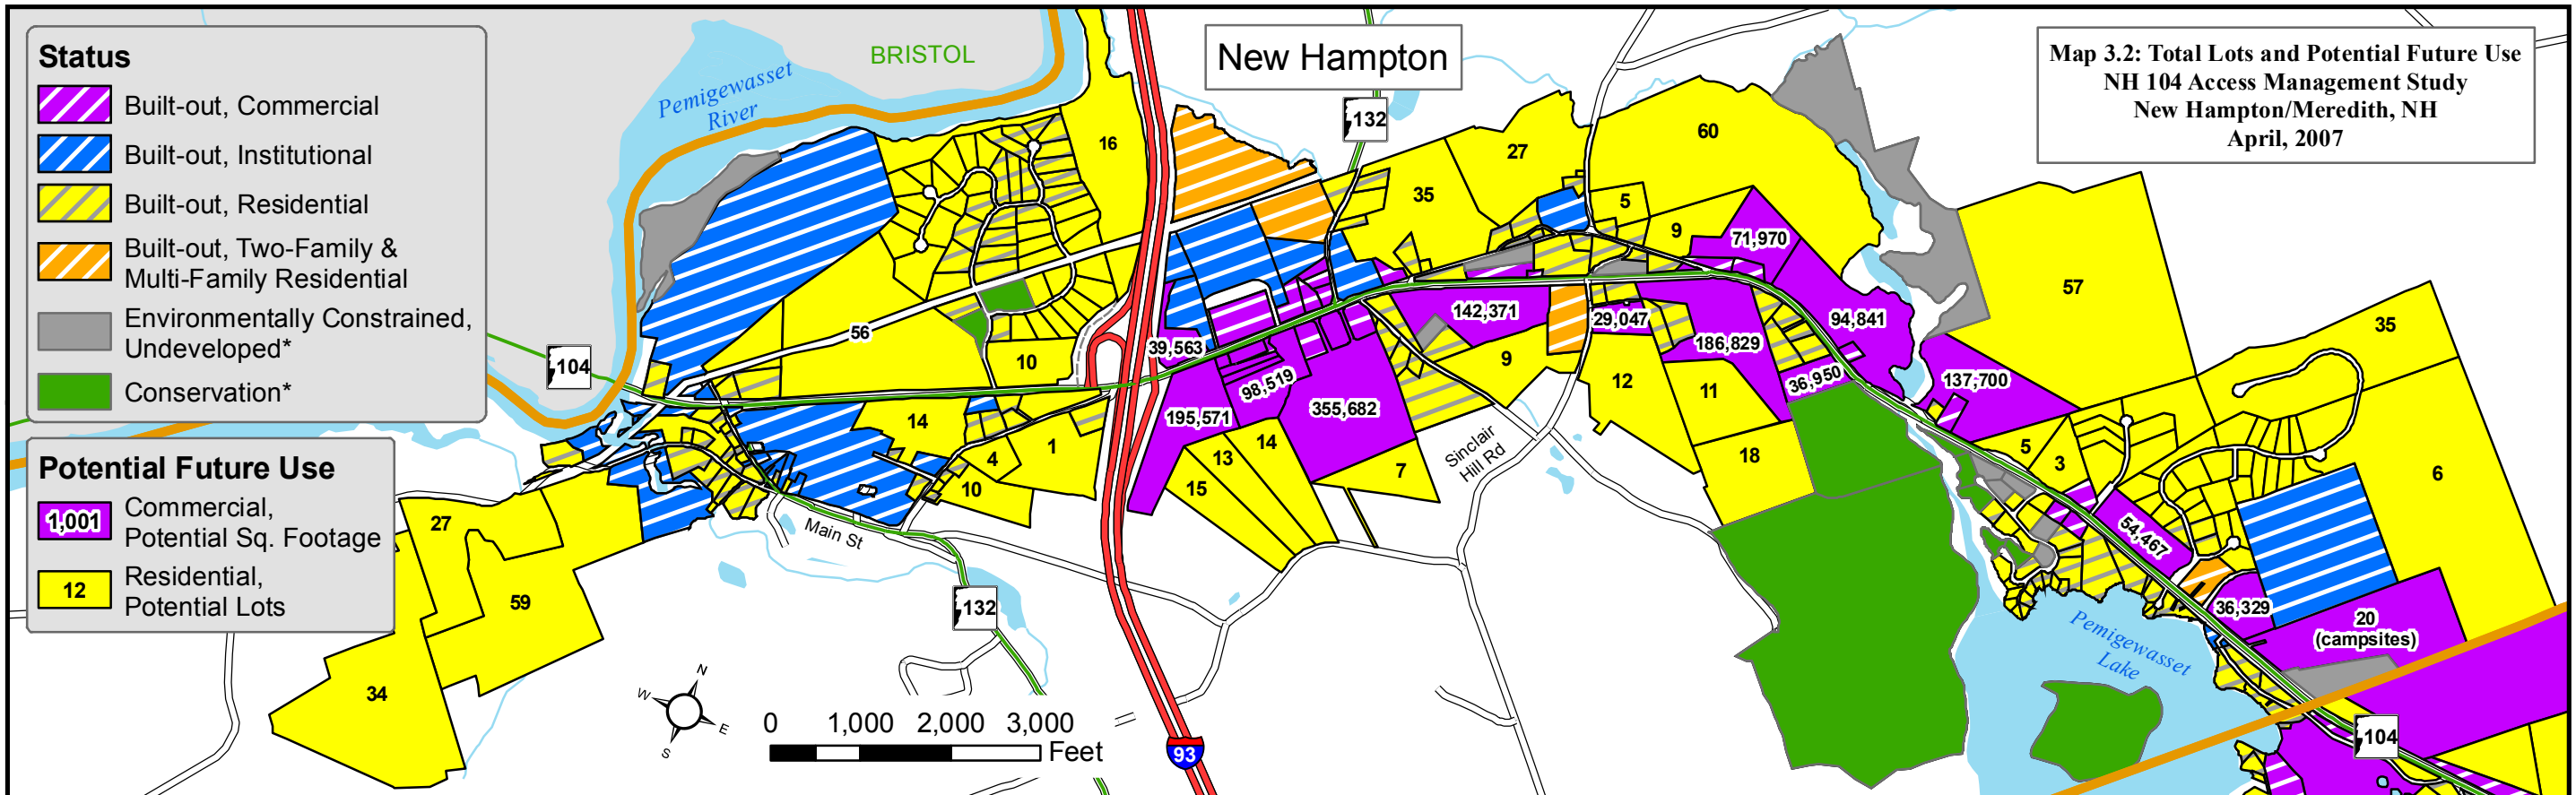 Status
Built-out, Commercial
Built-out, Institutional
Built-out, Residential
Built-out, Two-Family &
Multi-Family Residential
Environmentally Constrained,
Undeveloped*
Conservation*
Potential Future Use
1,001
Commercial,
Potential Sq. Footage
12
Residential,
Potential Lots
New Hampton
Map 3.2: Total Lots and Potential Future Use
NH 104 Access Management Study
New Hampton/Meredith, NH
April, 2007
BRISTOL
Pemigewasset
River
104
132
16
56
10
14
4
1
10
27
59
34
Main St
132
N
W
E
S
0 1,000 2,000 3,000
Feet
93
39,563
195,571
98,519
355,682
13
14
15
7
35
27
60
5
9
71,970
142,371
29,047
186,829
94,841
36,950
9
12
11
18
Sinclair
Hill Rd
57
137,700
35
5
3
6
54,467
36,329
20
(campsites)
Pemigewasset
Lake
104